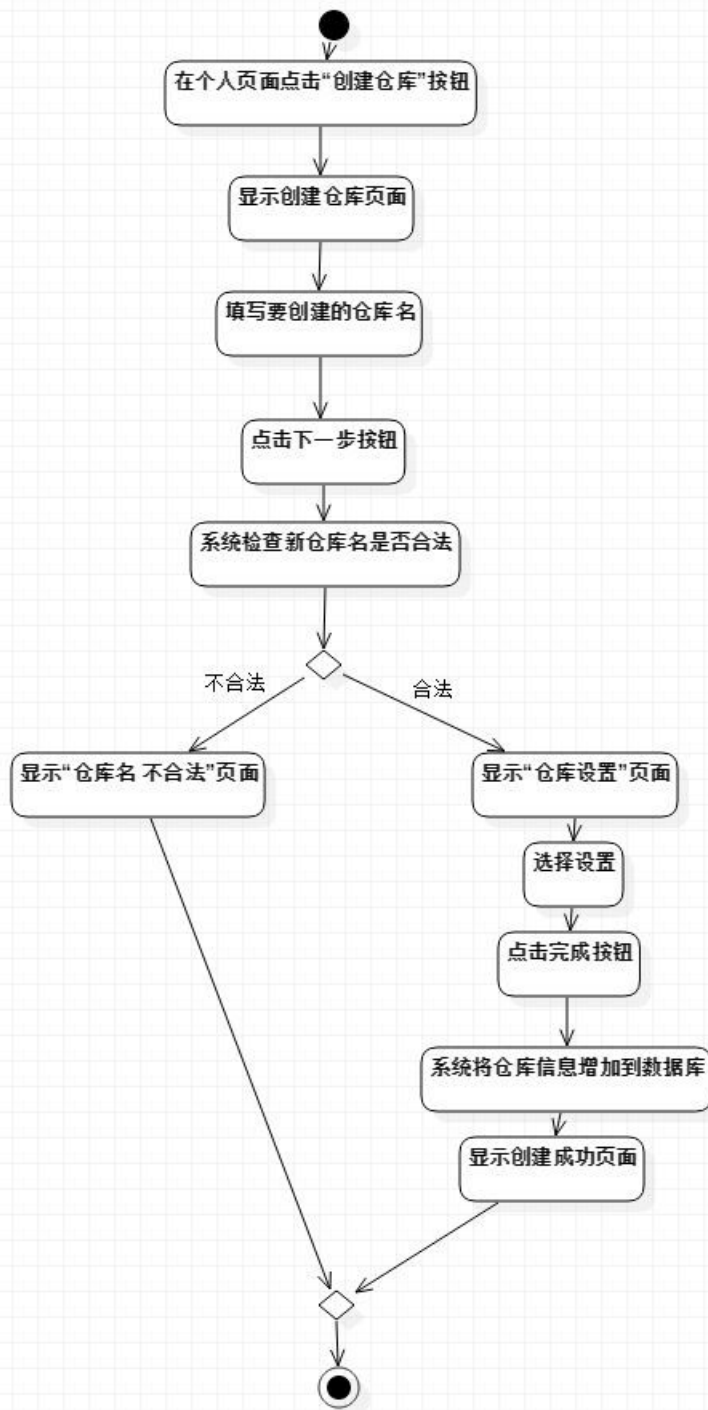 在个人页面点击“创建仓库”按钮
显示创建仓库页面
填写要创建的仓库名
点击下一步按钮
系统检查新仓库名是否合法
不合法
合法
显示“仓库名 不合法”页面
显示“仓库设置”页面
选择设置
点击完成按钮
系统将仓库信息增加到数据库
显示创建成功页面